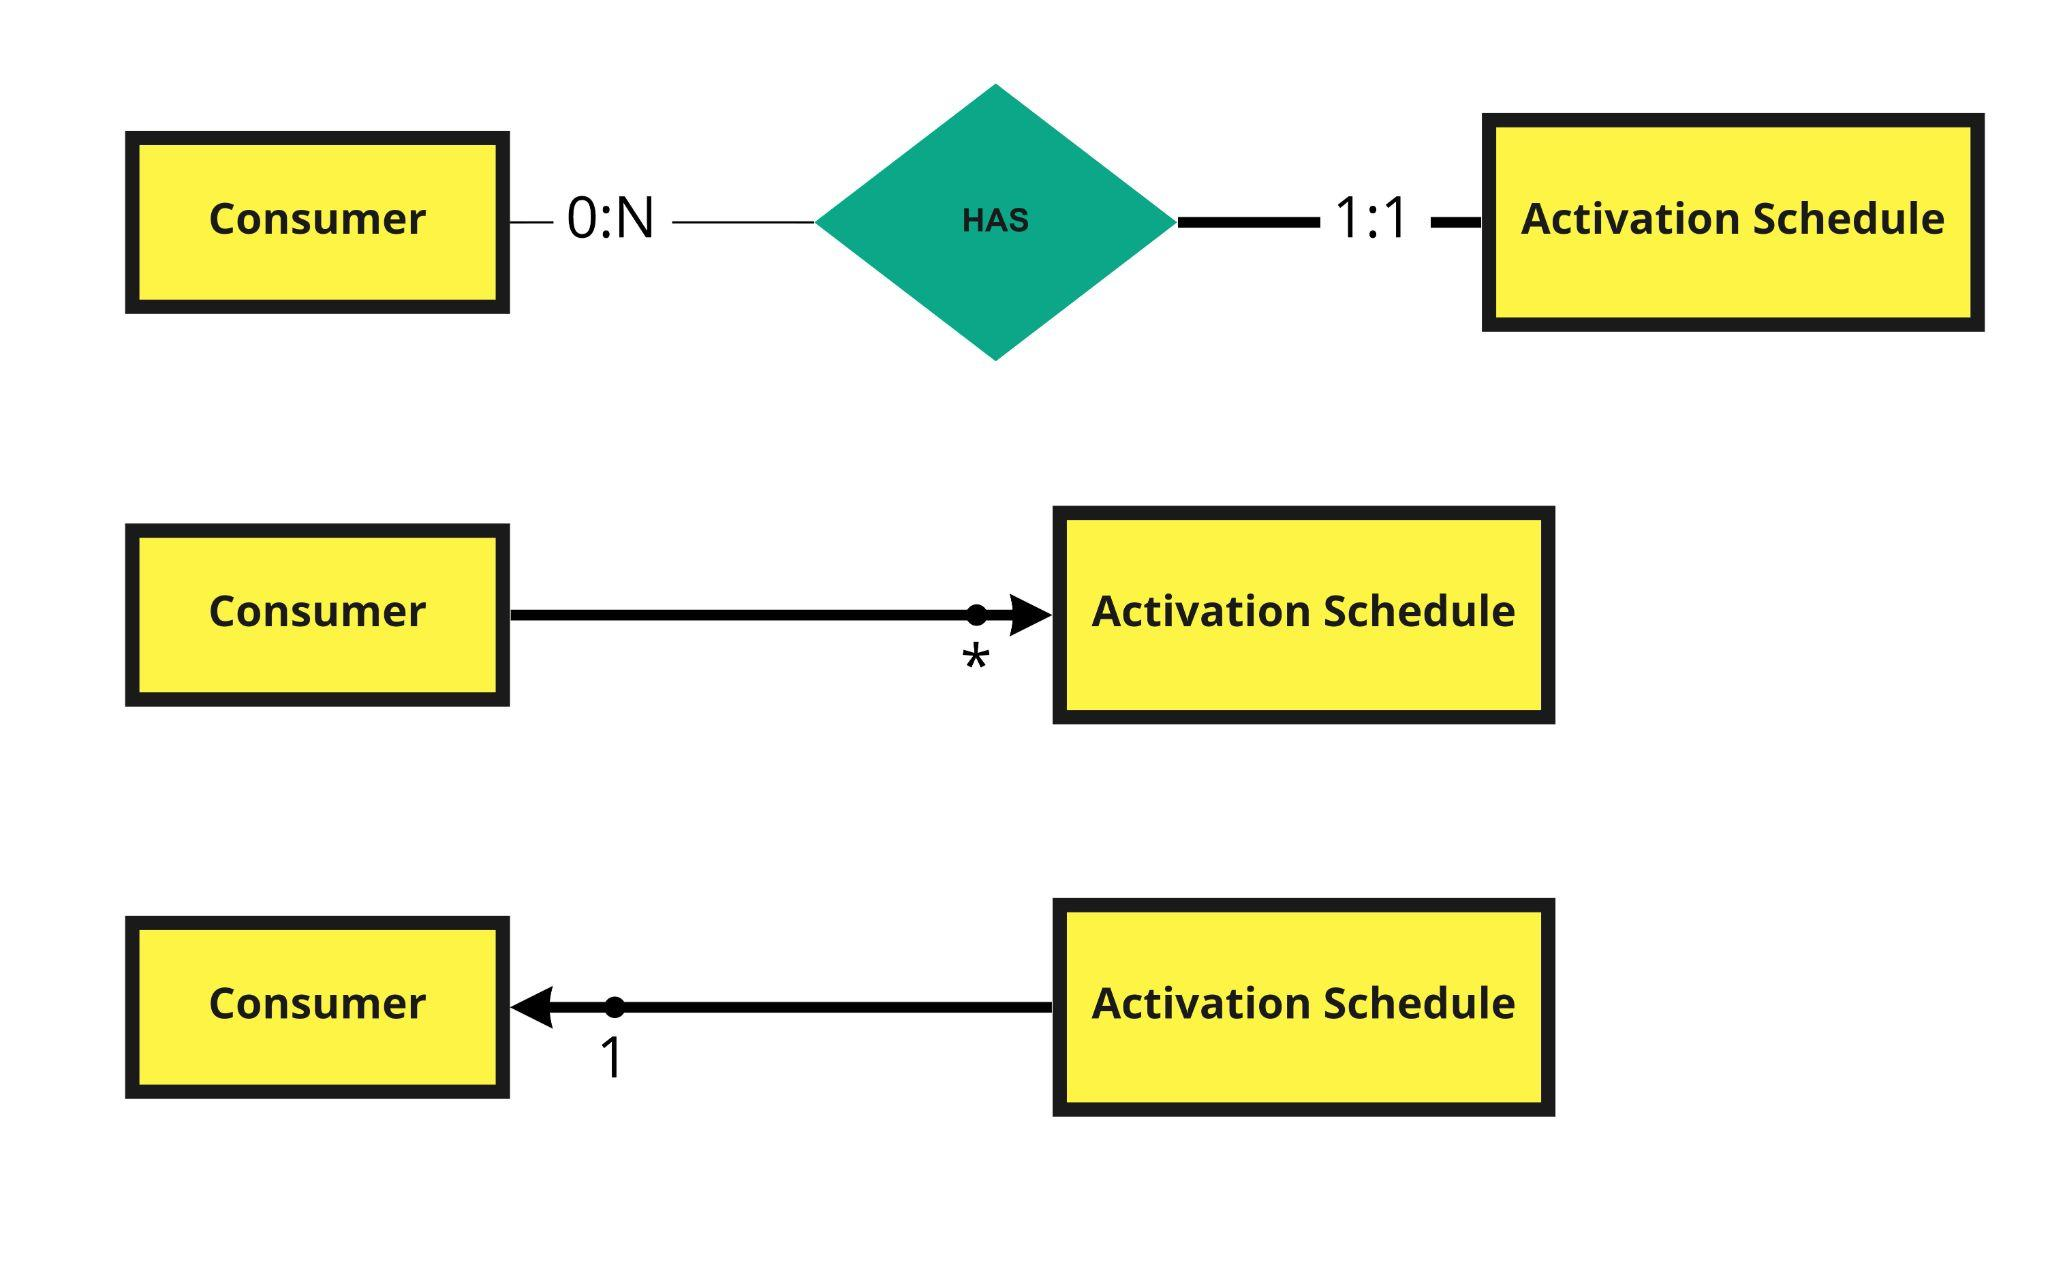 Consumer 0:N HAS 1:1 Activation Schedule
Consumer * Activation Schedule
Consumer 1 Activation Schedule